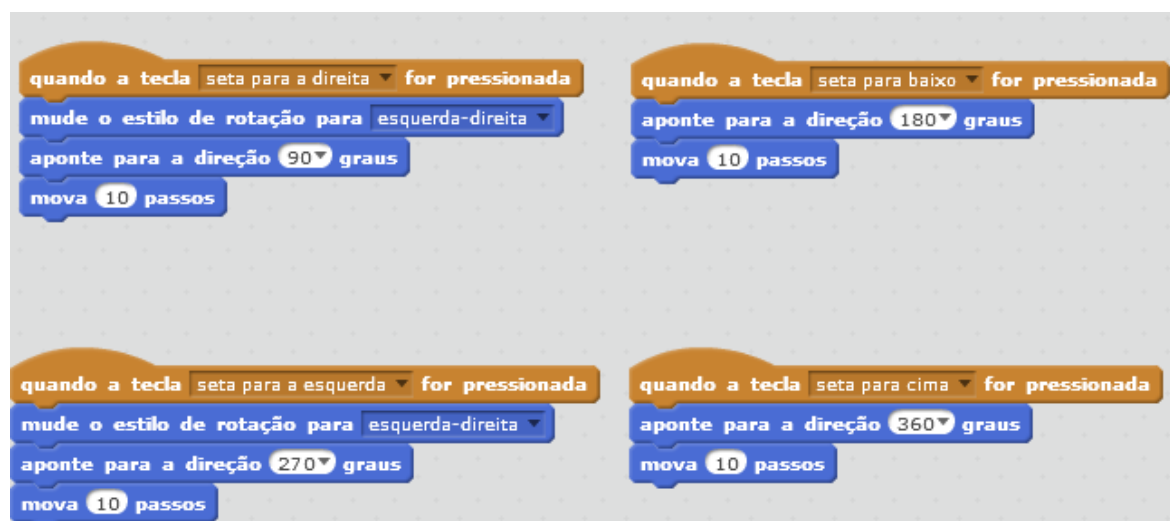 quando a tecla seta para a direita for pressionada
mude o estilo de rotação para esquerda-direita
aponte para a direção 90 graus
mova 10 passos
quando a tecla seta para baixo for pressionada
aponte para a direção 180 graus
mova 10 passos
quando a tecla seta para a esquerda for pressionada
mude o estilo de rotação para esquerda-direita
aponte para a direção 270 graus
mova 10 passos
quando a tecla seta para cima for pressionada
aponte para a direção 360 graus
mova 10 passos